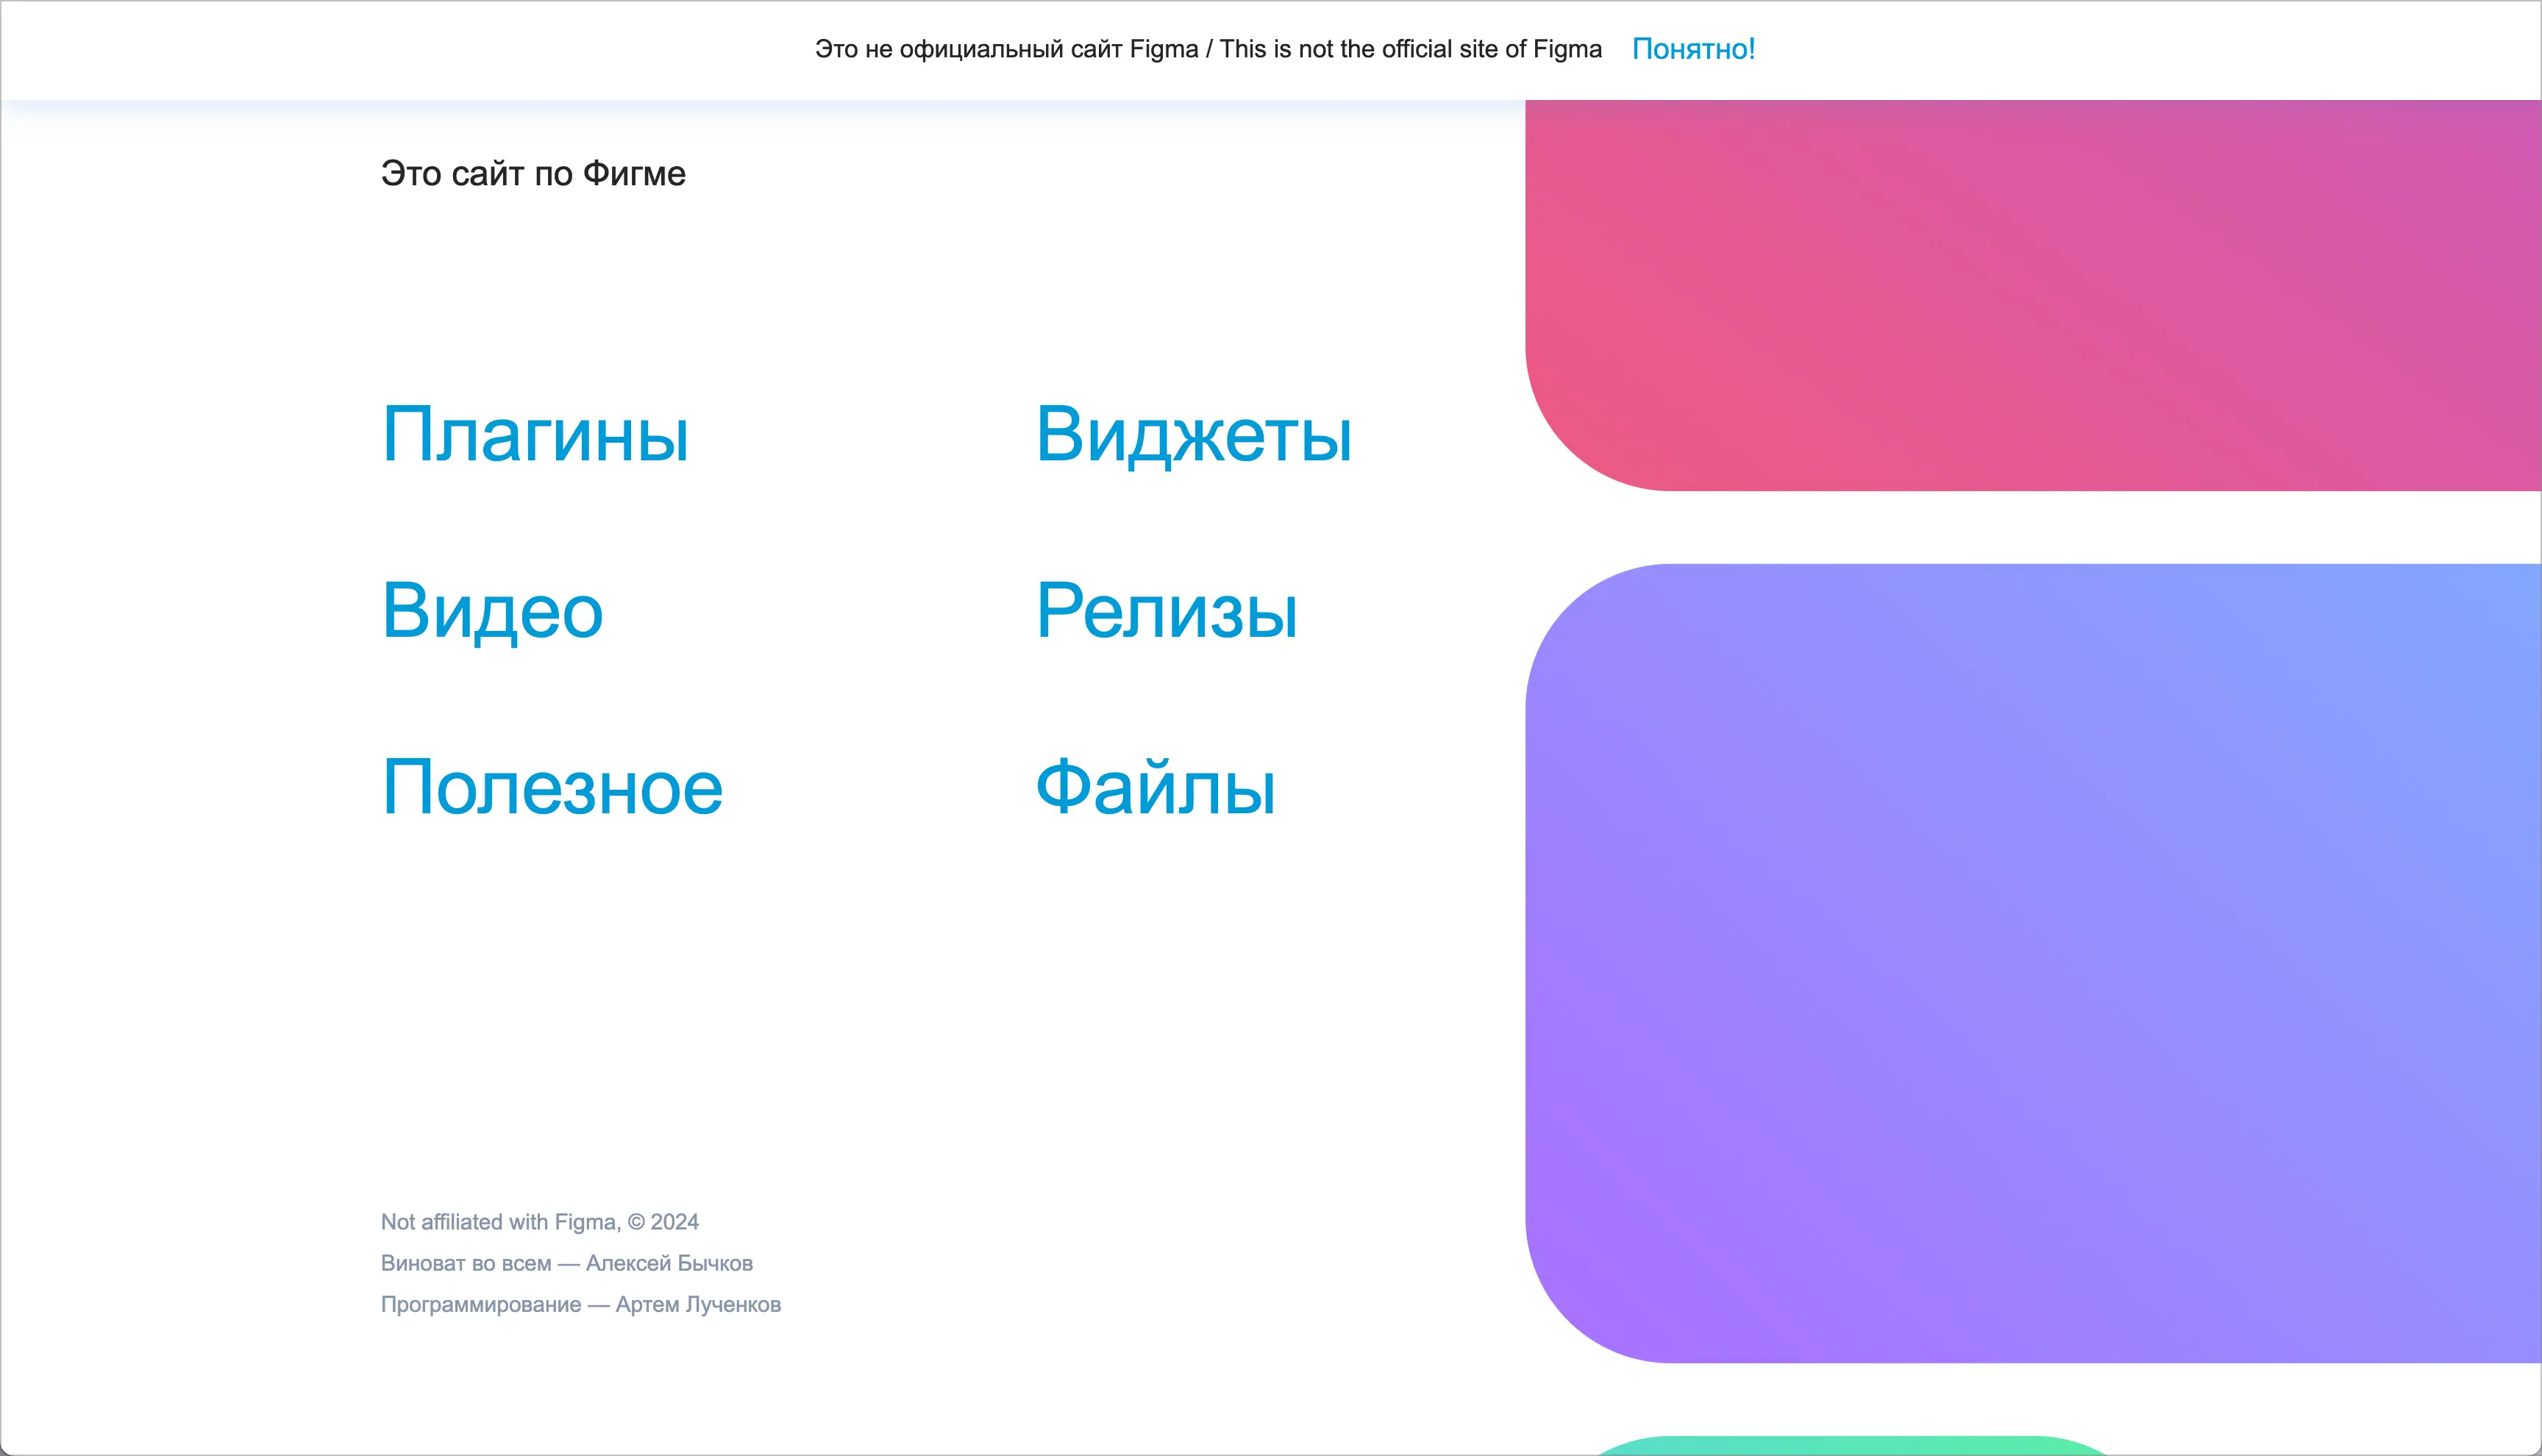 Это не официальный сайт Figma / This is not the official site of Figma Понятно!
Это сайт по Фигме
Плагины Виджеты
Видео Релизы
Полезное Файлы
Not affiliated with Figma, © 2024
Виноват во всем — Алексей Бычков
Программирование — Артем Лученков